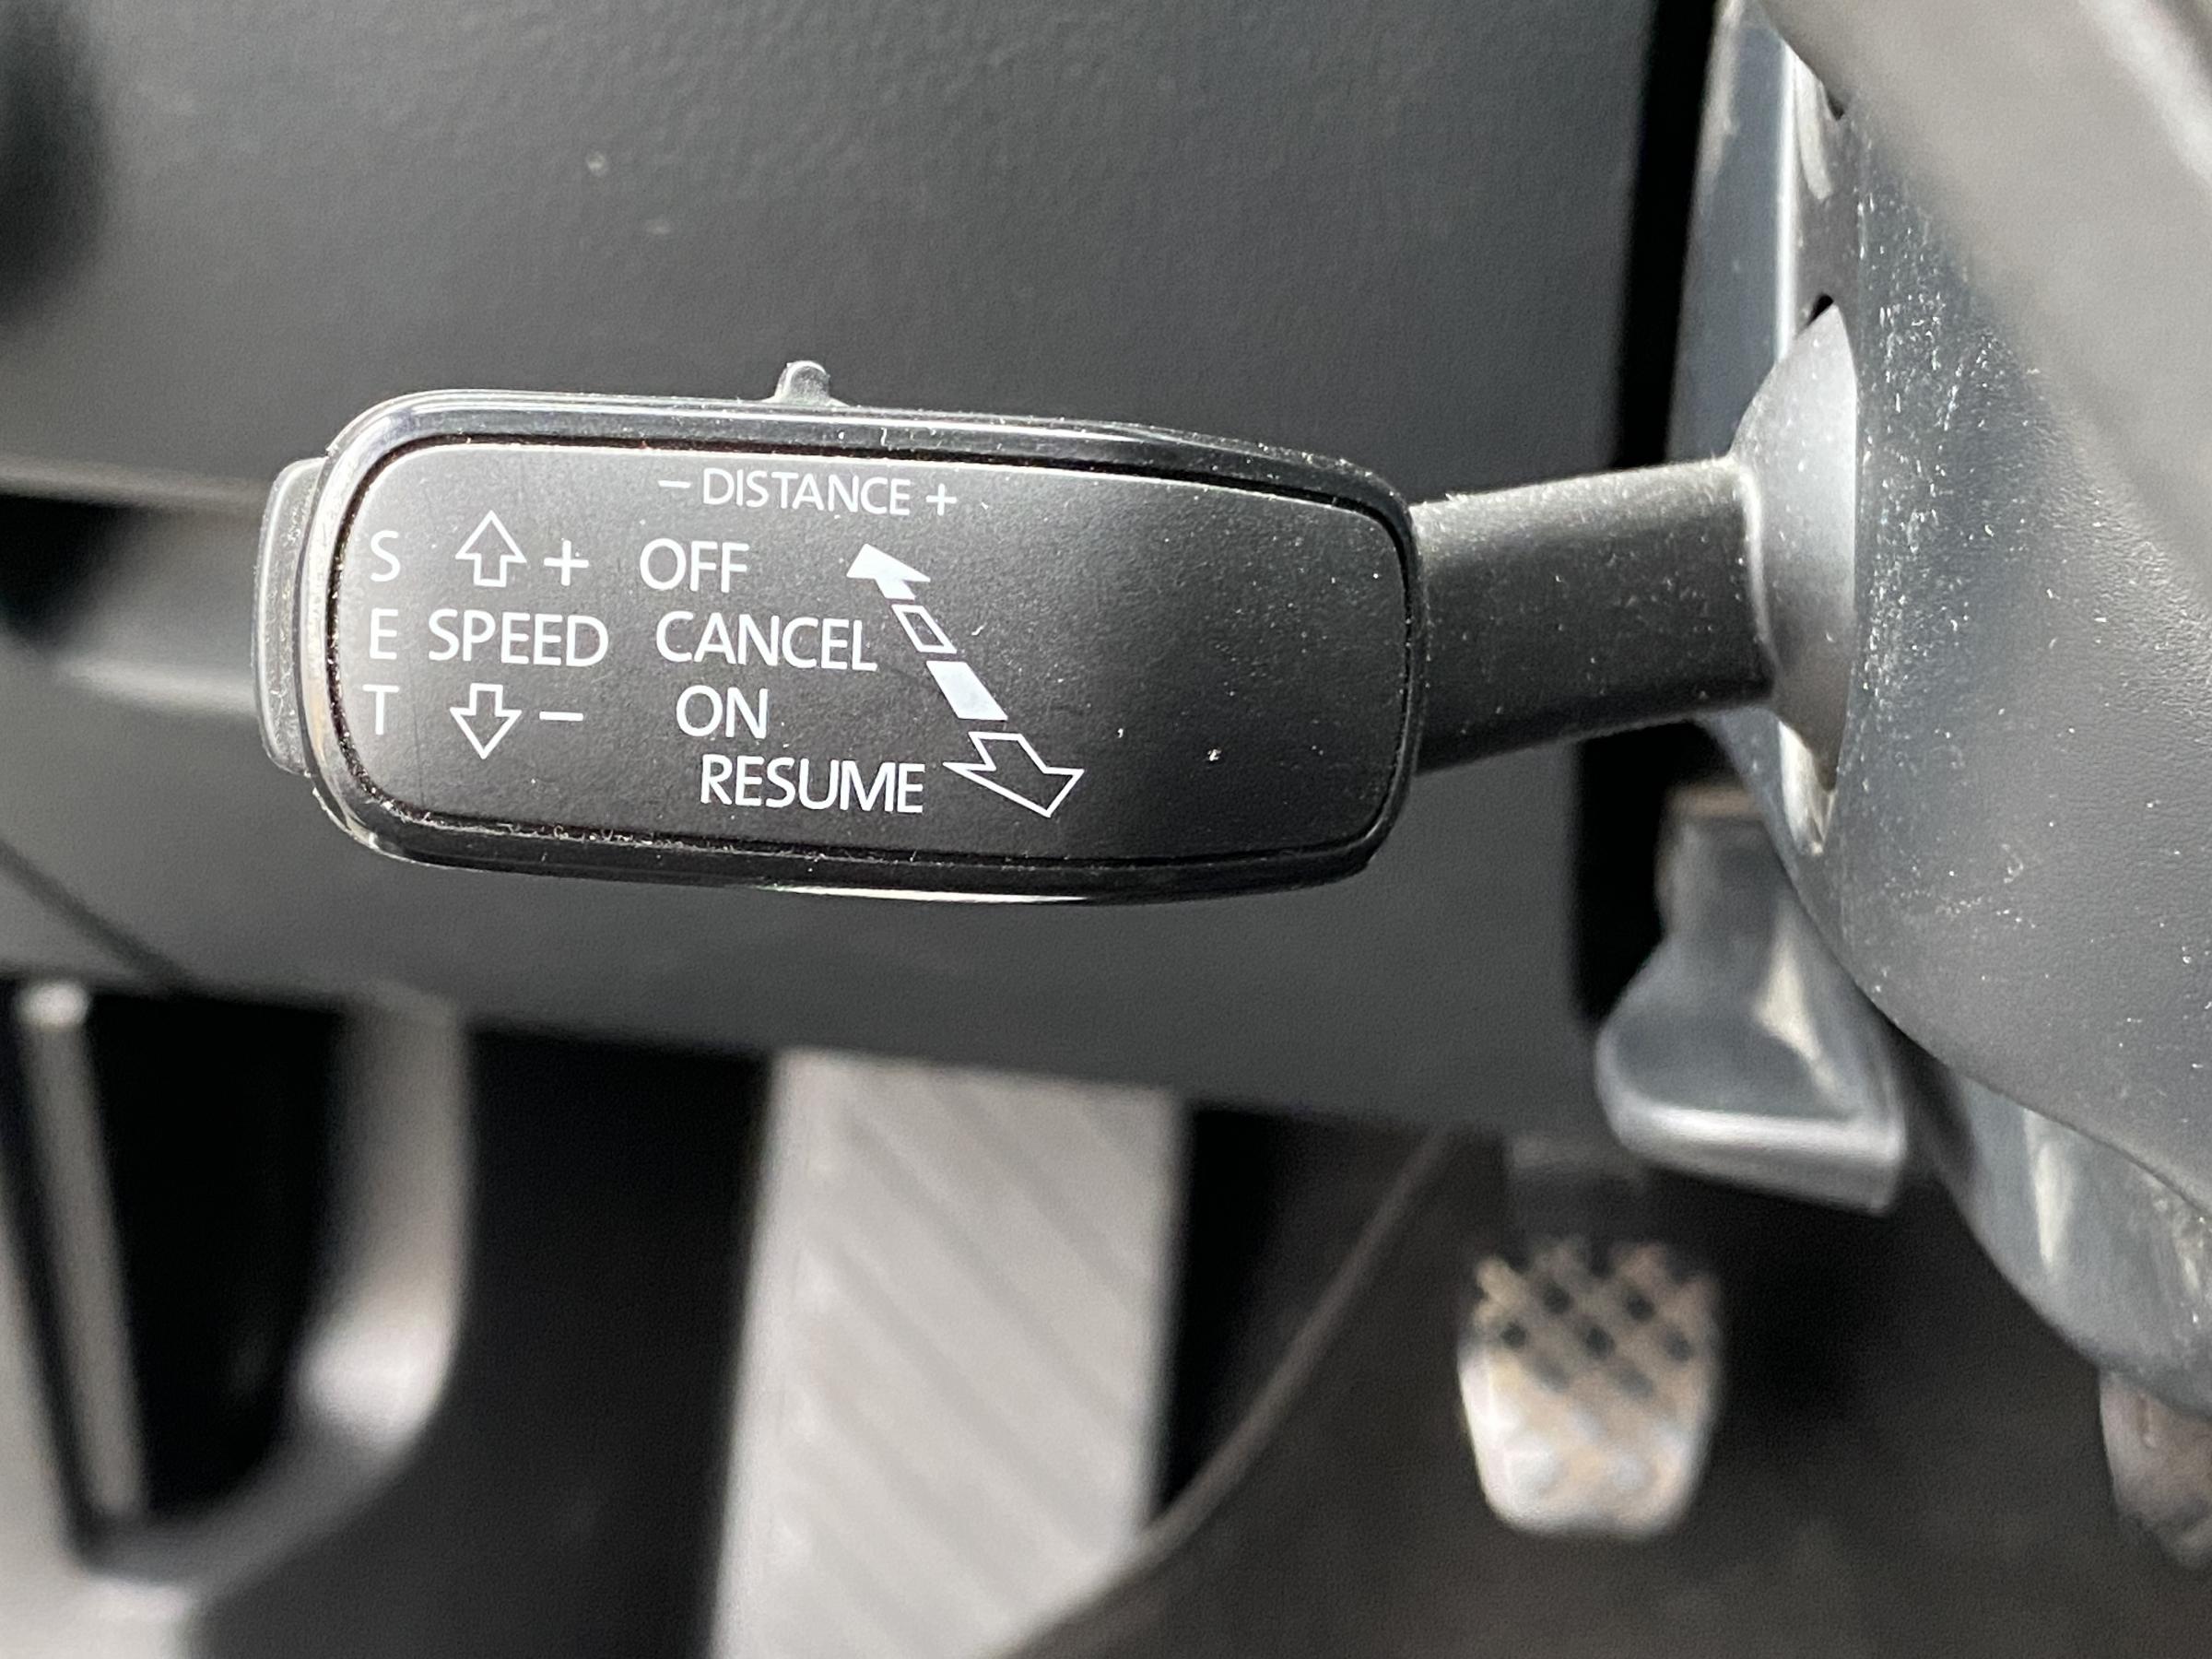 − DISTANCE +
S + OFF
E SPEED CANCEL
T − ON
RESUME